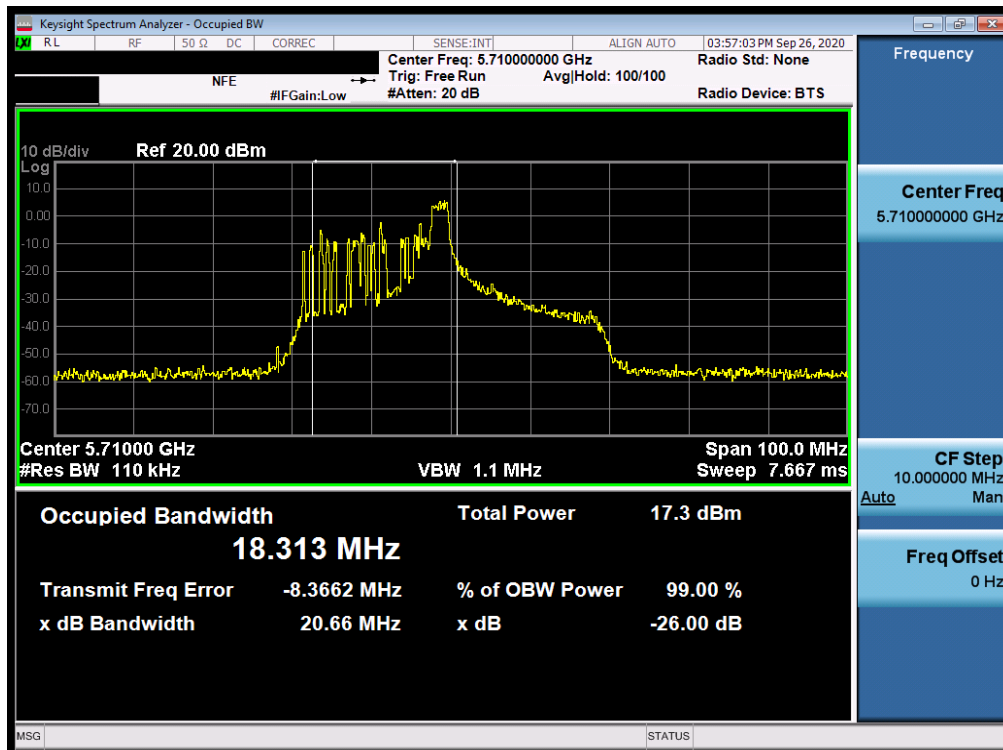 Keysight Spectrum Analyzer - Occupied BW
LXI RL RF 50 Ω DC CORREC SENSE:INT ALIGN AUTO 03:57:03 PM Sep 26, 2020
Center Freq: 5.710000000 GHz Radio Std: None
NFE Trig: Free Run Avg|Hold: 100/100
#IFGain:Low #Atten: 20 dB Radio Device: BTS
10 dB/div Ref 20.00 dBm
Log
10.0
0.00
-10.0
-20.0
-30.0
-40.0
-50.0
-60.0
-70.0
Center 5.71000 GHz Span 100.0 MHz
#Res BW 110 kHz VBW 1.1 MHz Sweep 7.667 ms
Occupied Bandwidth Total Power 17.3 dBm
18.313 MHz
Transmit Freq Error -8.3662 MHz % of OBW Power 99.00 %
x dB Bandwidth 20.66 MHz x dB -26.00 dB
MSG STATUS
Frequency
Center Freq
5.710000000 GHz
CF Step
10.000000 MHz
Auto Man
Freq Offset
0 Hz